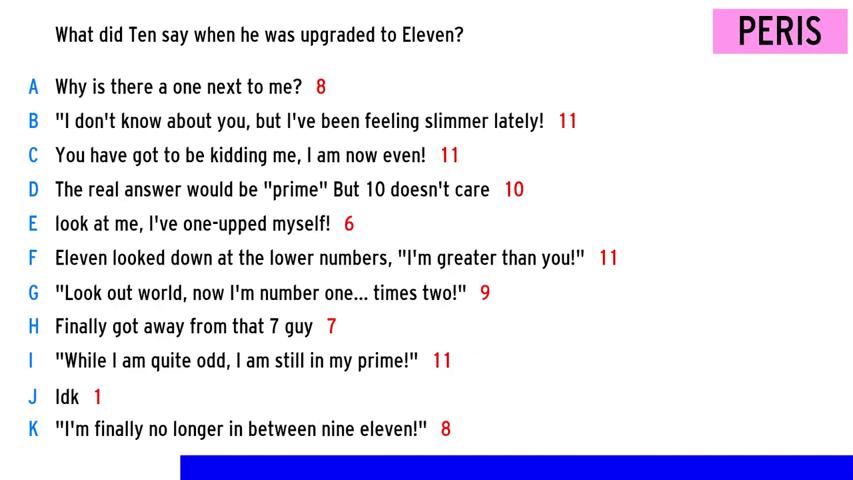 What did Ten say when he was upgraded to Eleven?
PERIS
A Why is there a one next to me? 8
B "I don't know about you, but I've been feeling slimmer lately! 11
C You have got to be kidding me, I am now even! 11
D The real answer would be "prime" But 10 doesn't care 10
E look at me, I've one-upped myself! 6
F Eleven looked down at the lower numbers, "I'm greater than you!" 11
G "Look out world, now I'm number one... times two!" 9
H Finally got away from that 7 guy 7
I "While I am quite odd, I am still in my prime!" 11
J Idk 1
K "I'm finally no longer in between nine eleven!" 8